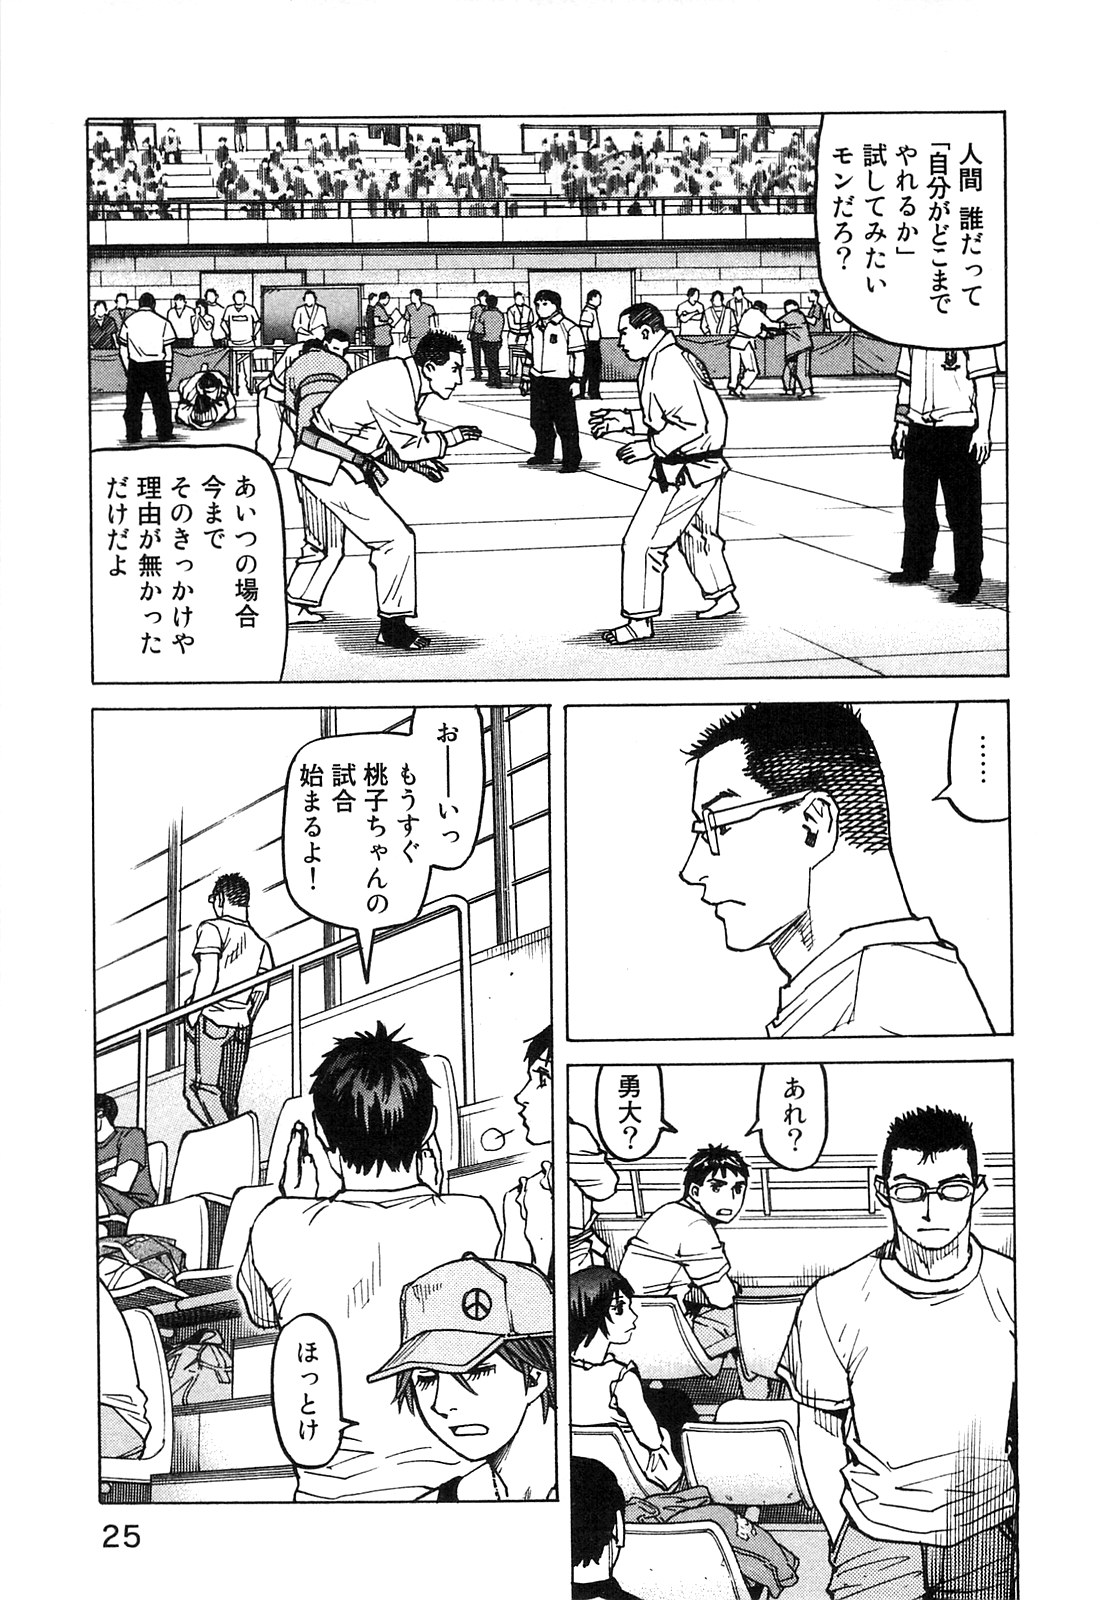 人間 誰だって
「自分がどこまで
やれるか」
試してみたい
モンだろ?
あいつの場合
今まで
そのきっかけや
理由が無かった
だけだよ
……
あれ?
勇大?
おーいっ
もうすぐ
桃子ちゃんの
試合
始まるよ!
ほっとけ
25